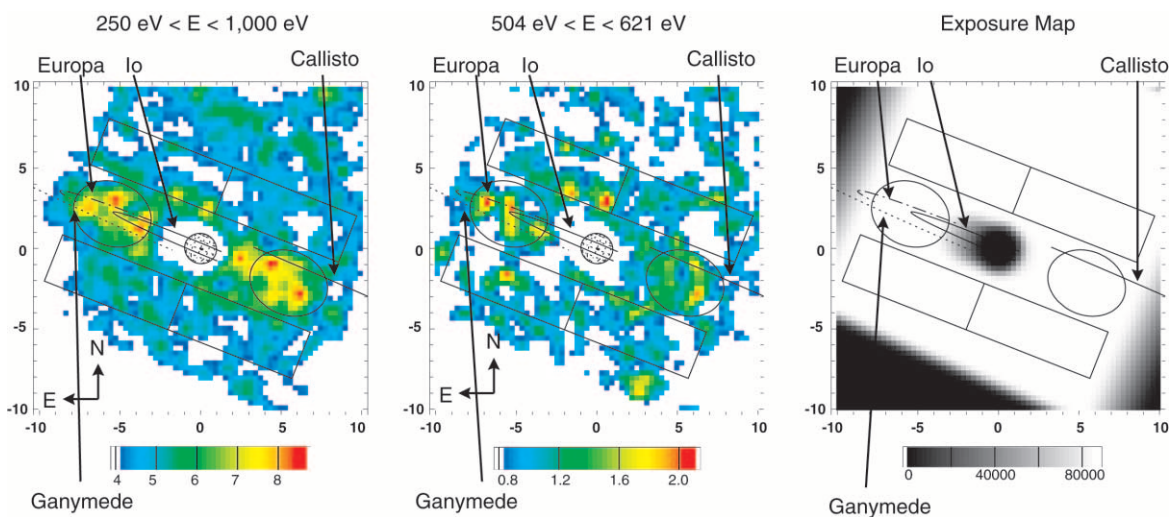 250 eV < E < 1,000 eV
504 eV < E < 621 eV
Exposure Map
Europa
Io
Callisto
Europa
Io
Callisto
Europa
Io
Callisto
10
5
0
-5
-10
-10
-5
0
5
10
N
E
10
5
0
-5
-10
-10
-5
0
5
10
N
E
10
5
0
-5
-10
-10
-5
0
5
10
4 5 6 7 8
0.8 1.2 1.6 2.0
0 40000 80000
Ganymede
Ganymede
Ganymede